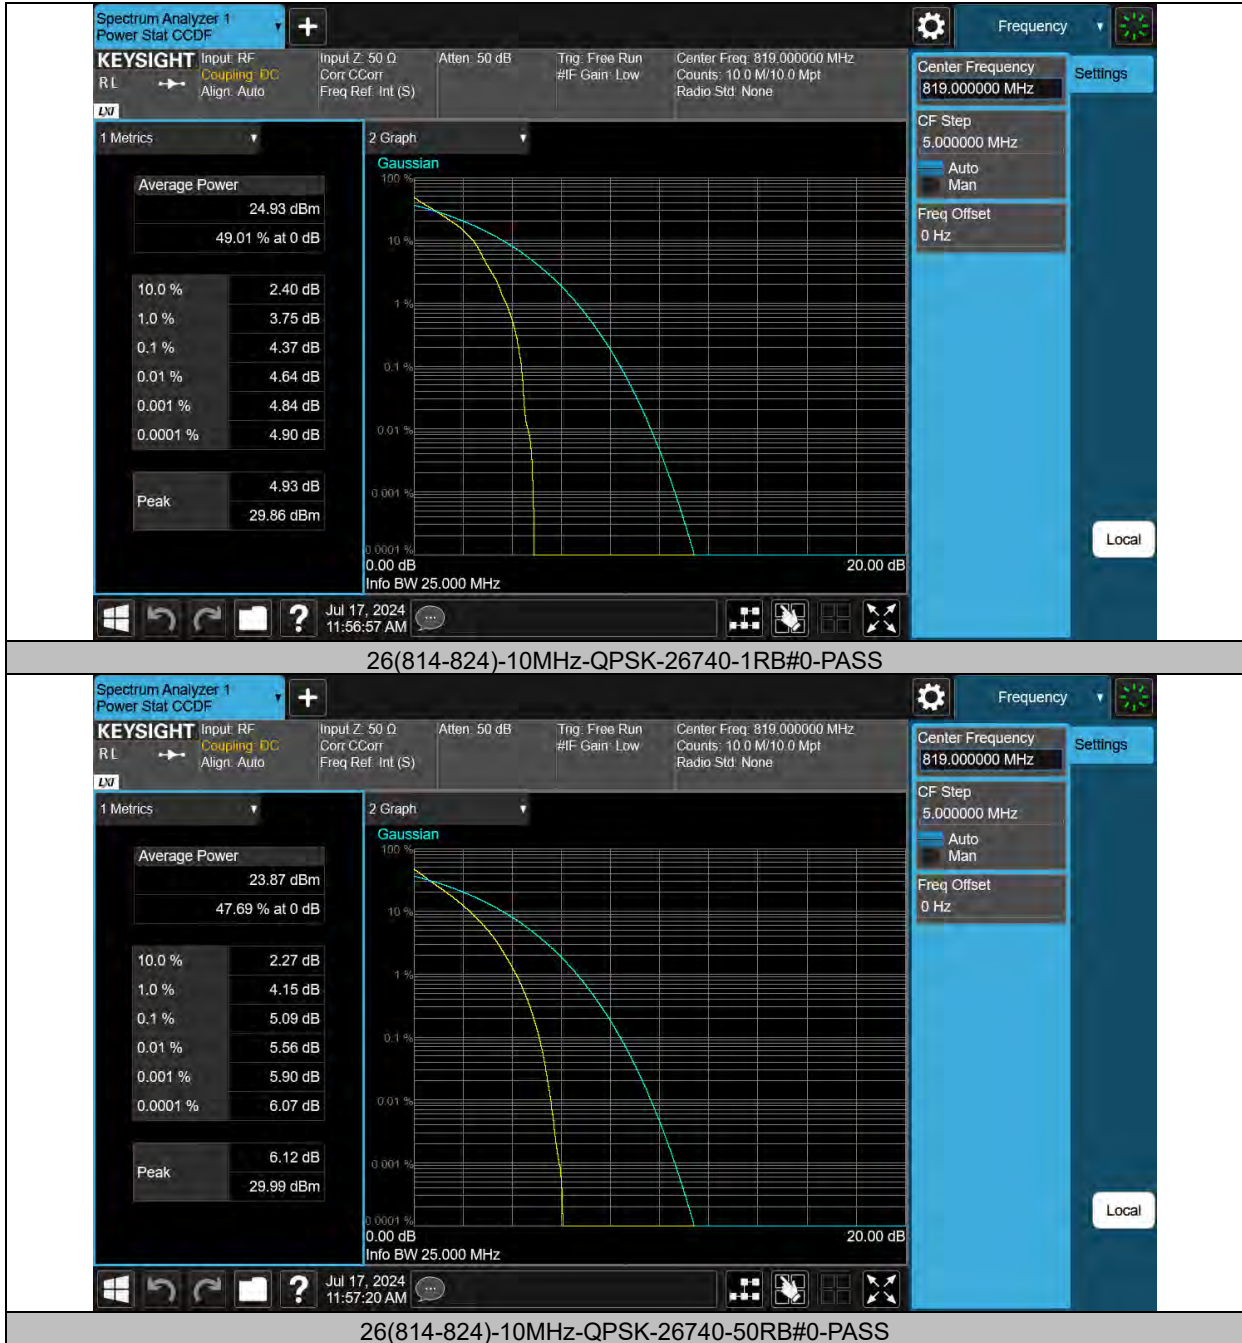 Spectrum Analyzer 1
Power Stat CCDF
Frequency
KEYSIGHT
Input: RF
Coupling: DC
Align: Auto
R L
LXI
Input Z: 50 Ω
Corr CCorr
Freq Ref: Int (S)
Atten: 50 dB
Trig: Free Run
#IF Gain: Low
Center Freq: 819.000000 MHz
Counts: 10.0 M/10.0 Mpt
Radio Std: None
Center Frequency
819.000000 MHz
Settings
CF Step
5.000000 MHz
Auto
Man
Freq Offset
0 Hz
Local
1 Metrics
Average Power
24.93 dBm
49.01 % at 0 dB
10.0 % 2.40 dB
1.0 % 3.75 dB
0.1 % 4.37 dB
0.01 % 4.64 dB
0.001 % 4.84 dB
0.0001 % 4.90 dB
Peak
4.93 dB
29.86 dBm
2 Graph
Gaussian
100 %
10 %
1 %
0.1 %
0.01 %
0.001 %
0.0001 %
0.00 dB
20.00 dB
Info BW 25.000 MHz
?
Jul 17, 2024
11:56:57 AM
26(814-824)-10MHz-QPSK-26740-1RB#0-PASS
Spectrum Analyzer 1
Power Stat CCDF
Frequency
KEYSIGHT
Input: RF
Coupling: DC
Align: Auto
R L
LXI
Input Z: 50 Ω
Corr CCorr
Freq Ref: Int (S)
Atten: 50 dB
Trig: Free Run
#IF Gain: Low
Center Freq: 819.000000 MHz
Counts: 10.0 M/10.0 Mpt
Radio Std: None
Center Frequency
819.000000 MHz
Settings
CF Step
5.000000 MHz
Auto
Man
Freq Offset
0 Hz
Local
1 Metrics
Average Power
23.87 dBm
47.69 % at 0 dB
10.0 % 2.27 dB
1.0 % 4.15 dB
0.1 % 5.09 dB
0.01 % 5.56 dB
0.001 % 5.90 dB
0.0001 % 6.07 dB
Peak
6.12 dB
29.99 dBm
2 Graph
Gaussian
100 %
10 %
1 %
0.1 %
0.01 %
0.001 %
0.0001 %
0.00 dB
20.00 dB
Info BW 25.000 MHz
?
Jul 17, 2024
11:57:20 AM
26(814-824)-10MHz-QPSK-26740-50RB#0-PASS